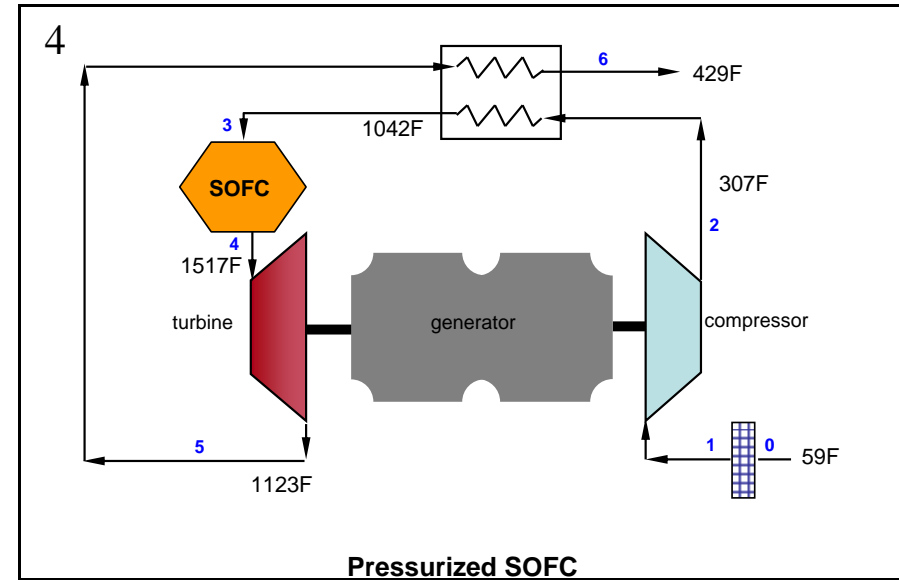 4
6
429F
3
1042F
SOFC
307F
2
4
1517F
turbine
generator
compressor
5
1
0
59F
1123F
Pressurized SOFC